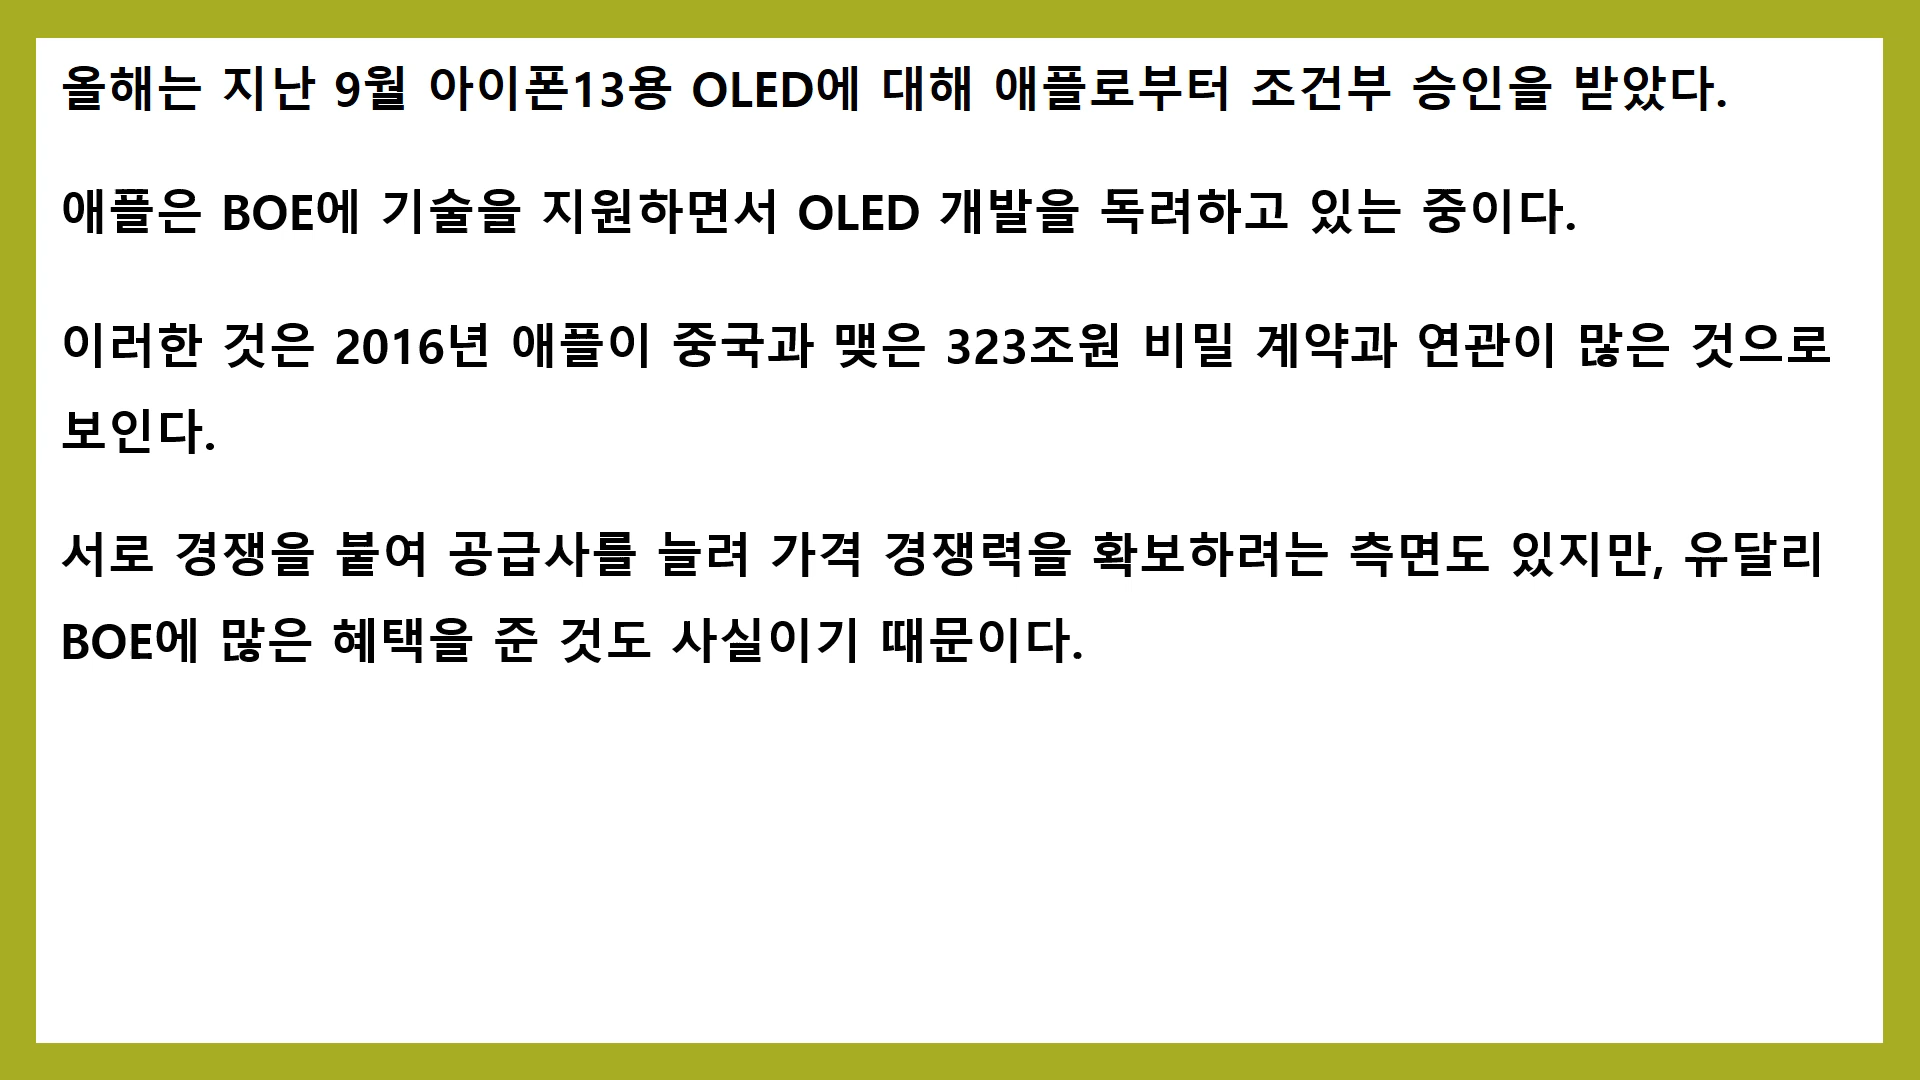 올해는 지난 9월 아이폰13용 OLED에 대해 애플로부터 조건부 승인을 받았다.
애플은 BOE에 기술을 지원하면서 OLED 개발을 독려하고 있는 중이다.
이러한 것은 2016년 애플이 중국과 맺은 323조원 비밀 계약과 연관이 많은 것으로
보인다.
서로 경쟁을 붙여 공급사를 늘려 가격 경쟁력을 확보하려는 측면도 있지만, 유달리
BOE에 많은 혜택을 준 것도 사실이기 때문이다.